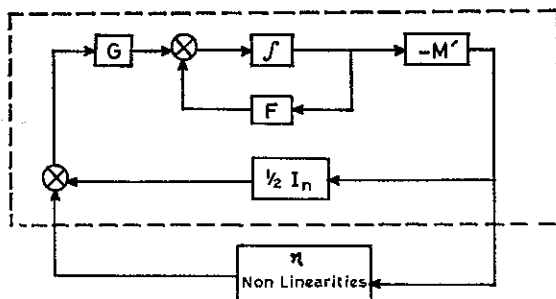 G
∫
-M′
F
½ In
η
Non Linearities